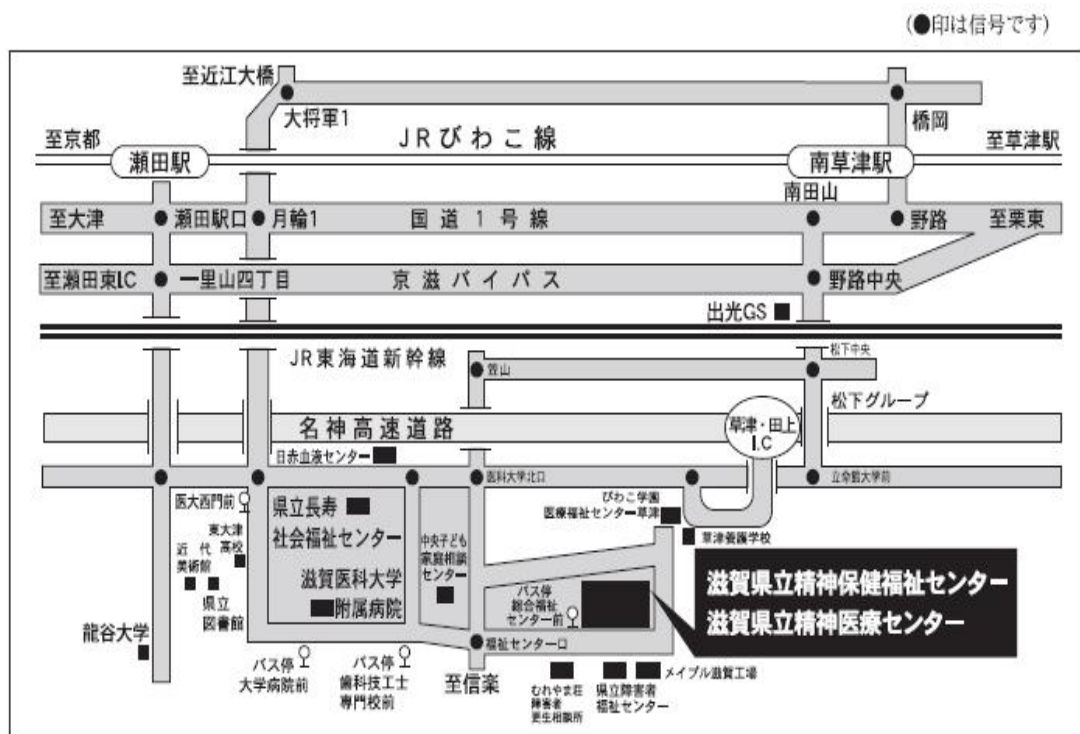 (●印は信号です)
至近江大橋
大将軍1
橋岡
至京都
JRびわこ線
至草津駅
瀬田駅
南草津駅
南田山
至大津
瀬田駅口
月輪1
国道1号線
野路
至栗東
至瀬田東I.C
一里山四丁目
京滋バイパス
野路中央
出光GS
JR東海道新幹線
松下中央
笠山
松下グループ
名神高速道路
草津・田上
I.C
日赤血液センター
医科大学北口
立命館大学前
医大西門前
県立長寿
社会福祉センター
びわこ学園
医療福祉センター草津
草津養護学校
東大津
高校
近代
美術館
中央子ども
家庭相談
センター
滋賀医科大学
附属病院
県立
図書館
バス停
総合福祉
センター前
滋賀県立精神保健福祉センター
滋賀県立精神医療センター
龍谷大学
福祉センター口
バス停
大学病院前
バス停
歯科技工士
専門校前
至信楽
むれやま荘
障害者
更生相談所
県立障害者
福祉センター
メイプル滋賀工場